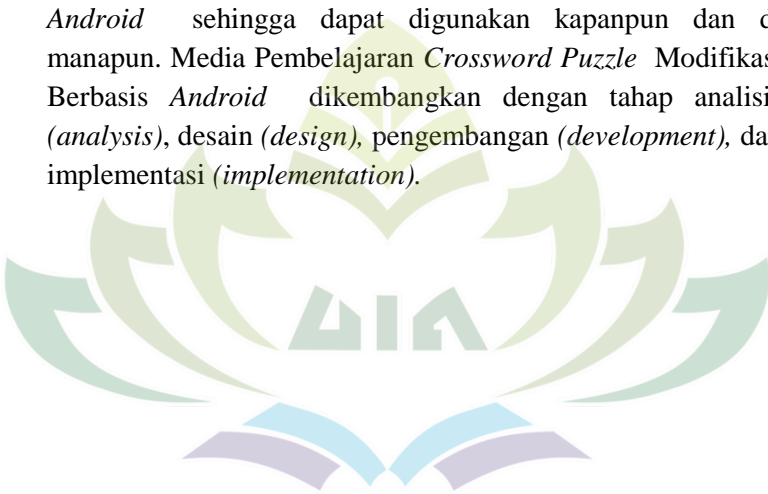 Android sehingga dapat digunakan kapanpun dan d
manapun. Media Pembelajaran Crossword Puzzle Modifikas
Berbasis Android dikembangkan dengan tahap analisi
(analysis), desain (design), pengembangan (development), da
implementasi (implementation).
UIN